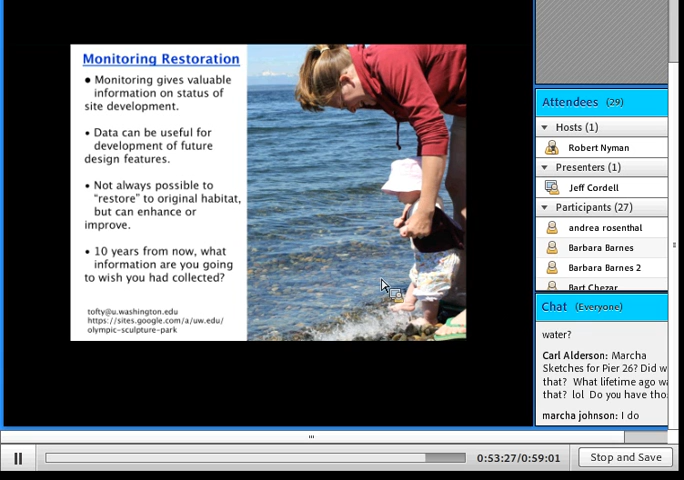 Monitoring Restoration
• Monitoring gives valuable
information on status of
site development.
• Data can be useful for
development of future
design features.
• Not always possible to
"restore" to original habitat,
but can enhance or
improve.
• 10 years from now, what
information are you going
to wish you had collected?
tofty@u.washington.edu
https://sites.google.com/a/uw.edu/
olympic-sculpture-park
Attendees (29)
Hosts (1)
Robert Nyman
Presenters (1)
Jeff Cordell
Participants (27)
andrea rosenthal
Barbara Barnes
Barbara Barnes 2
Bart Chezar
Chat (Everyone)
water?
Carl Alderson: Marcha
Sketches for Pier 26? Did w
that? What lifetime ago wa
that? lol Do you have tho
marcha johnson: I do
0:53:27/0:59:01
Stop and Save